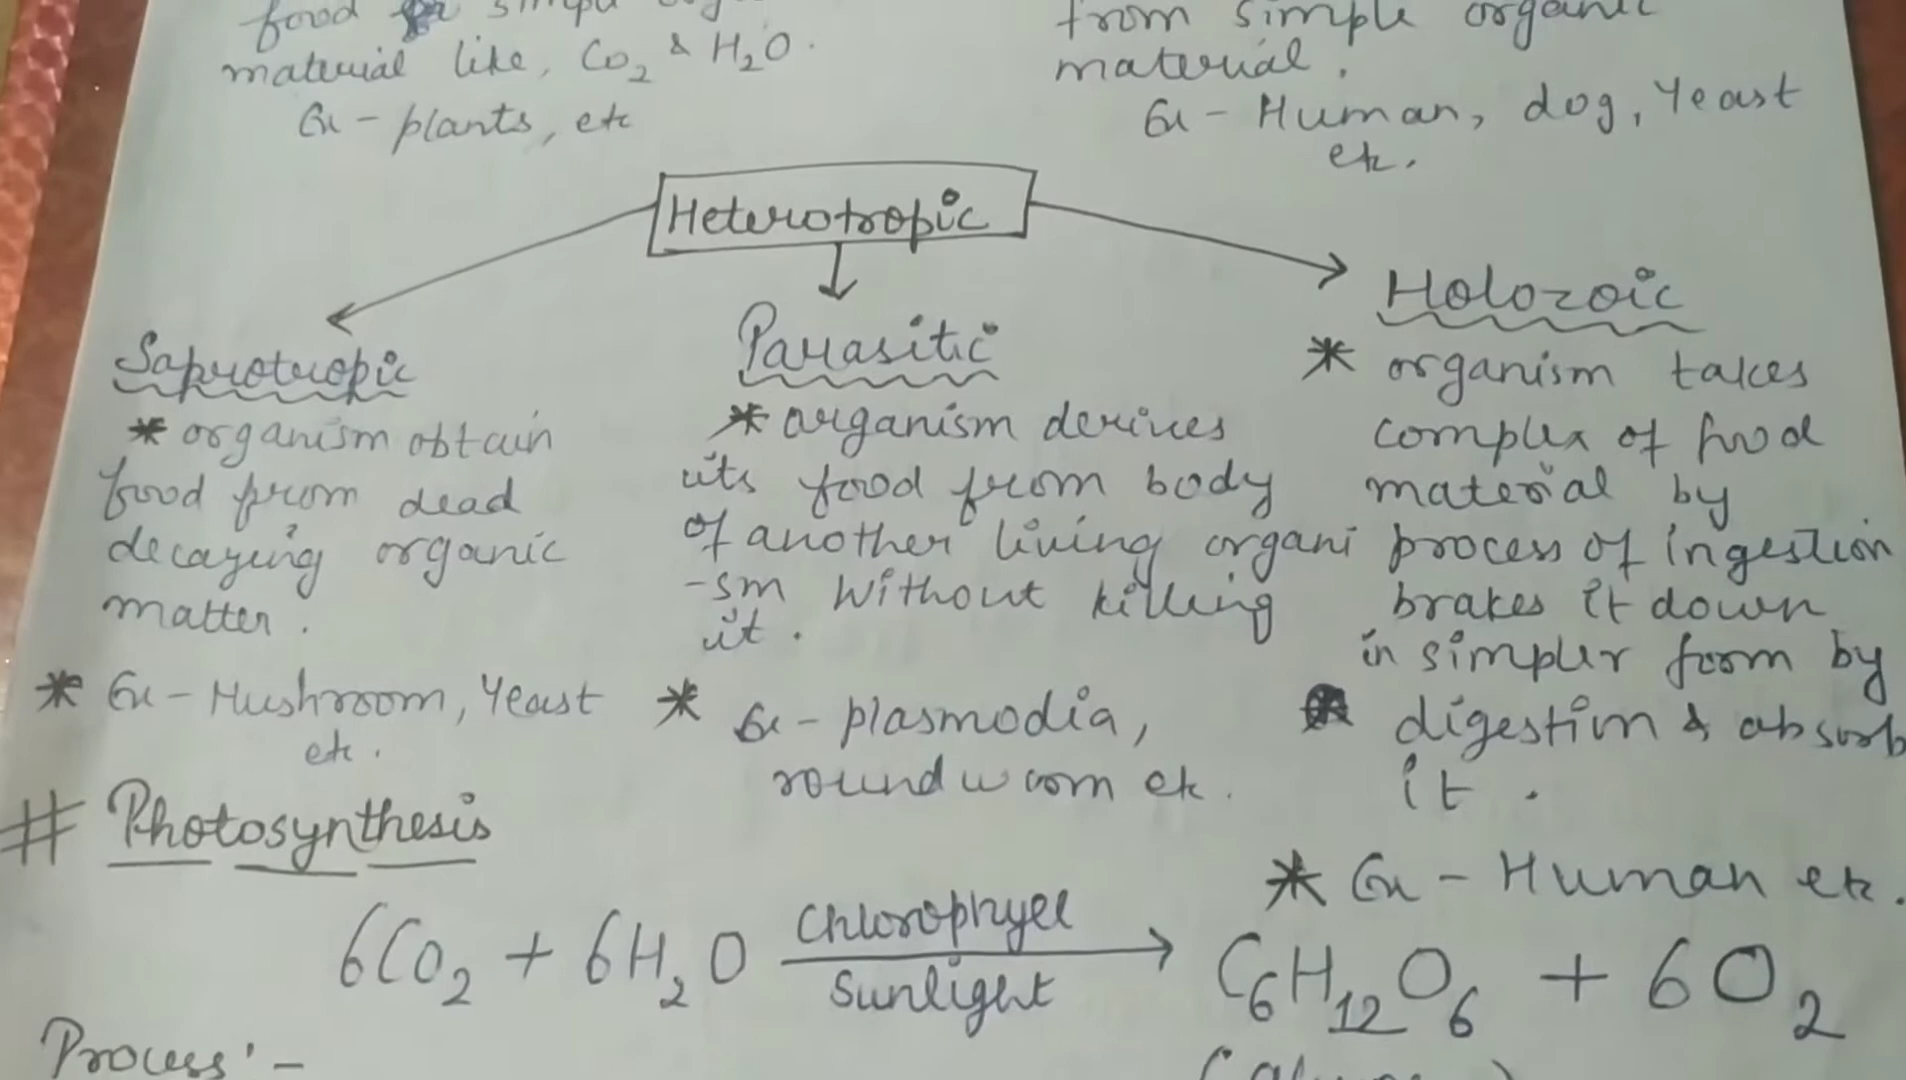 food
material like, Co2 & H2O.
Ex - plants, etc
from simple organic
material.
Ex - Human, dog, Yeast
etc.
Heterotropic
Saprotropic
* organism obtain
food from dead
decaying organic
matter.
* Ex - Mushroom, Yeast
etc.
Parasitic
* organism derives
its food from body
of another living organi
-sm without killing
it.
* Ex - plasmodia,
roundworm etc.
Holozoic
* organism takes
complex of food
material by
process of ingestion
brakes it down
in simpler form by
digestion & absorb
it.
* Ex - Human etc.
# Photosynthesis
6CO2 + 6H2O Chlorophyll Sunlight → C6H12O6 + 6O2
Process:-